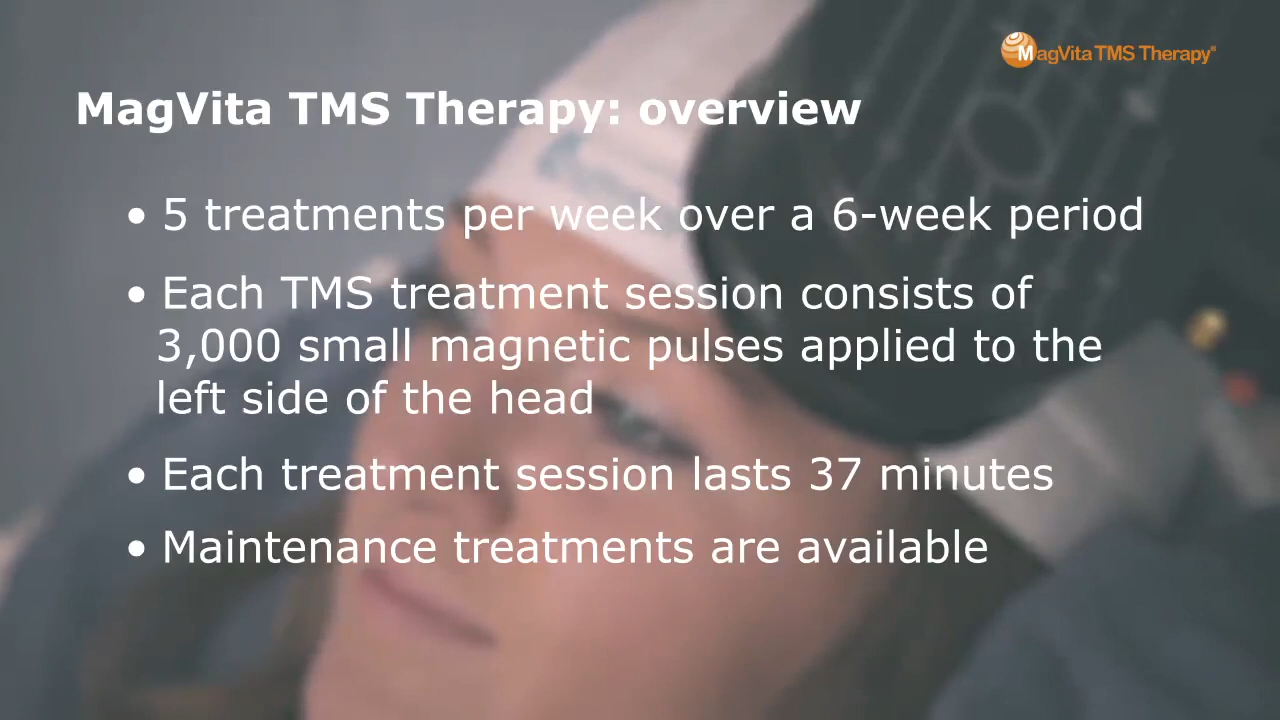 MagVita TMS Therapy®
MagVita TMS Therapy: overview
• 5 treatments per week over a 6-week period
• Each TMS treatment session consists of
3,000 small magnetic pulses applied to the
left side of the head
• Each treatment session lasts 37 minutes
• Maintenance treatments are available